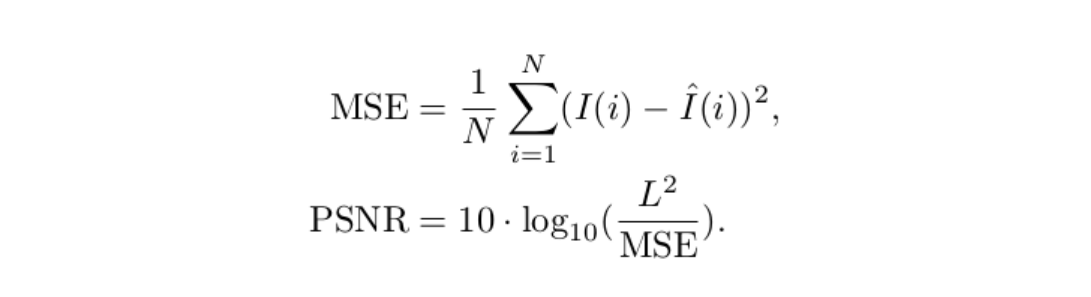 MSE = \frac{1}{N} \sum_{i=1}^{N} (I(i) - \hat{I}(i))^2,
PSNR = 10 \cdot \log_{10}(\frac{L^2}{MSE}).